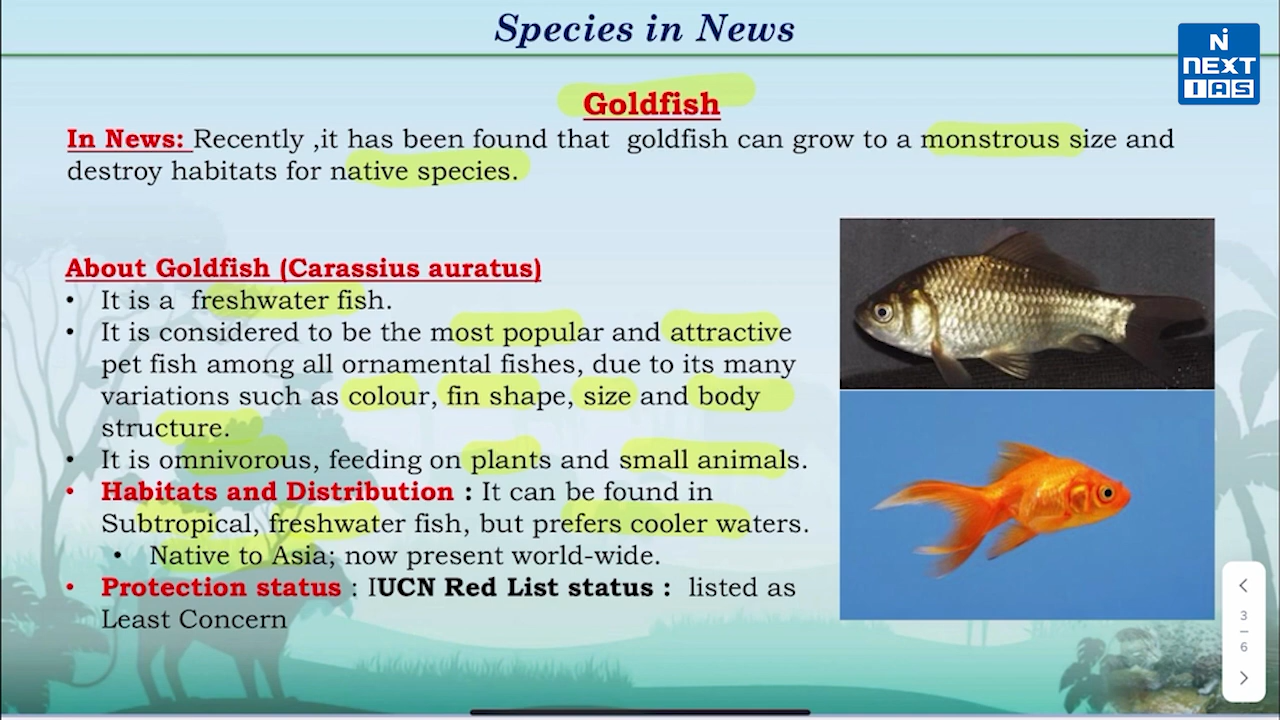 Species in News
NEXT
IAS
Goldfish
In News: Recently ,it has been found that goldfish can grow to a monstrous size and
destroy habitats for native species.
About Goldfish (Carassius auratus)
• It is a freshwater fish.
• It is considered to be the most popular and attractive
pet fish among all ornamental fishes, due to its many
variations such as colour, fin shape, size and body
structure.
• It is omnivorous, feeding on plants and small animals.
• Habitats and Distribution : It can be found in
Subtropical, freshwater fish, but prefers cooler waters.
• Native to Asia; now present world-wide.
• Protection status : IUCN Red List status : listed as
Least Concern
3
6